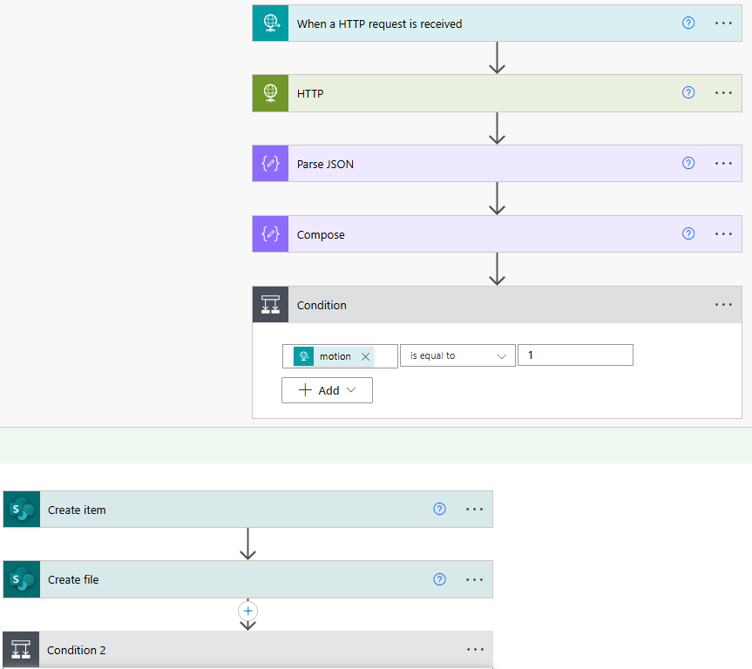 When a HTTP request is received
HTTP
Parse JSON
Compose
Condition
motion is equal to 1
Add
Create item
Create file
Condition 2